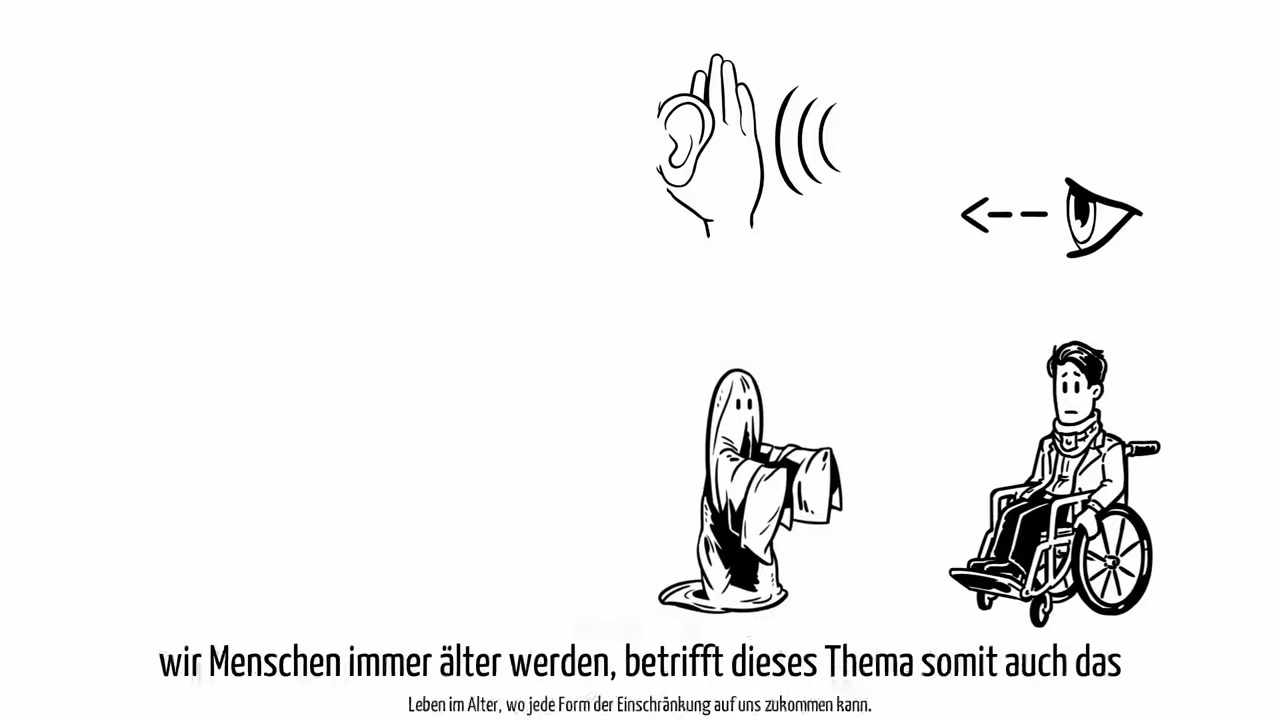 wir Menschen immer älter werden, betrifft dieses Thema somit auch das
Leben im Alter, wo jede Form der Einschränkung auf uns zukommen kann.